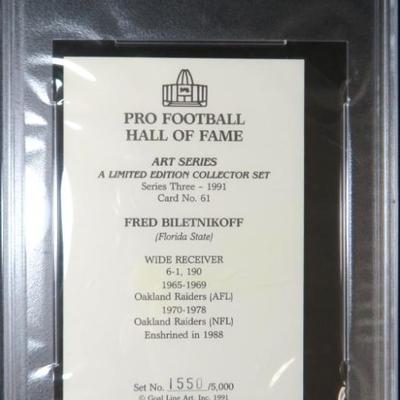 PRO FOOTBALL
HALL OF FAME
ART SERIES
A LIMITED EDITION COLLECTOR SET
Series Three - 1991
Card No. 61
FRED BILETNIKOFF
(Florida State)
WIDE RECEIVER
6-1, 190
1965-1969
Oakland Raiders (AFL)
1970-1978
Oakland Raiders (NFL)
Enshrined in 1988
Set No. 1550 /5,000
© Goal Line Art, Inc. 1991